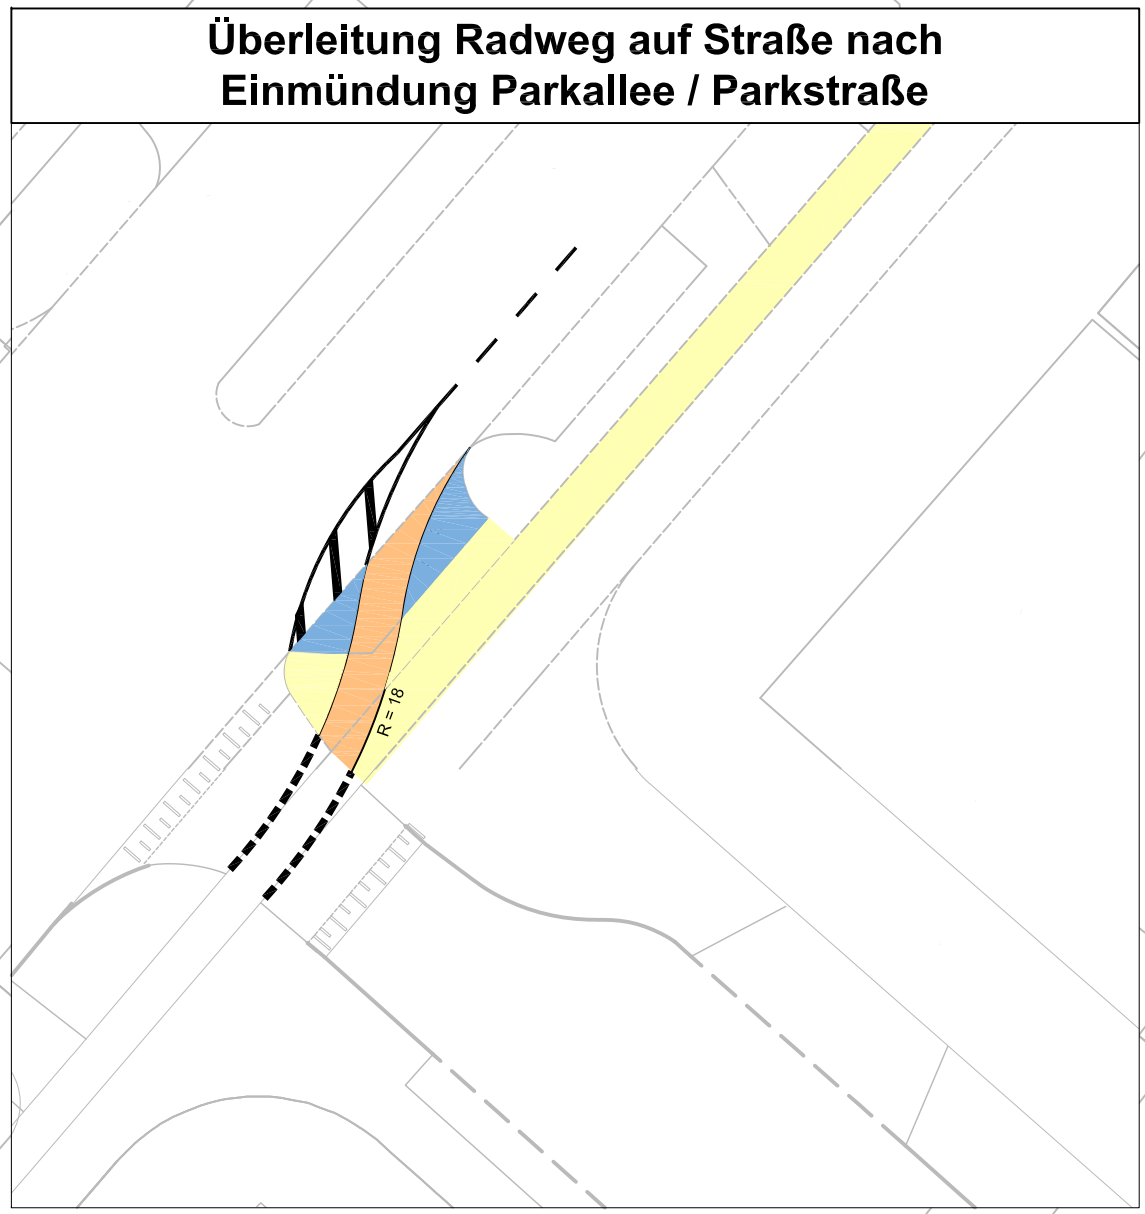 Überleitung Radweg auf Straße nach
Einmündung Parkallee / Parkstraße
R = 18